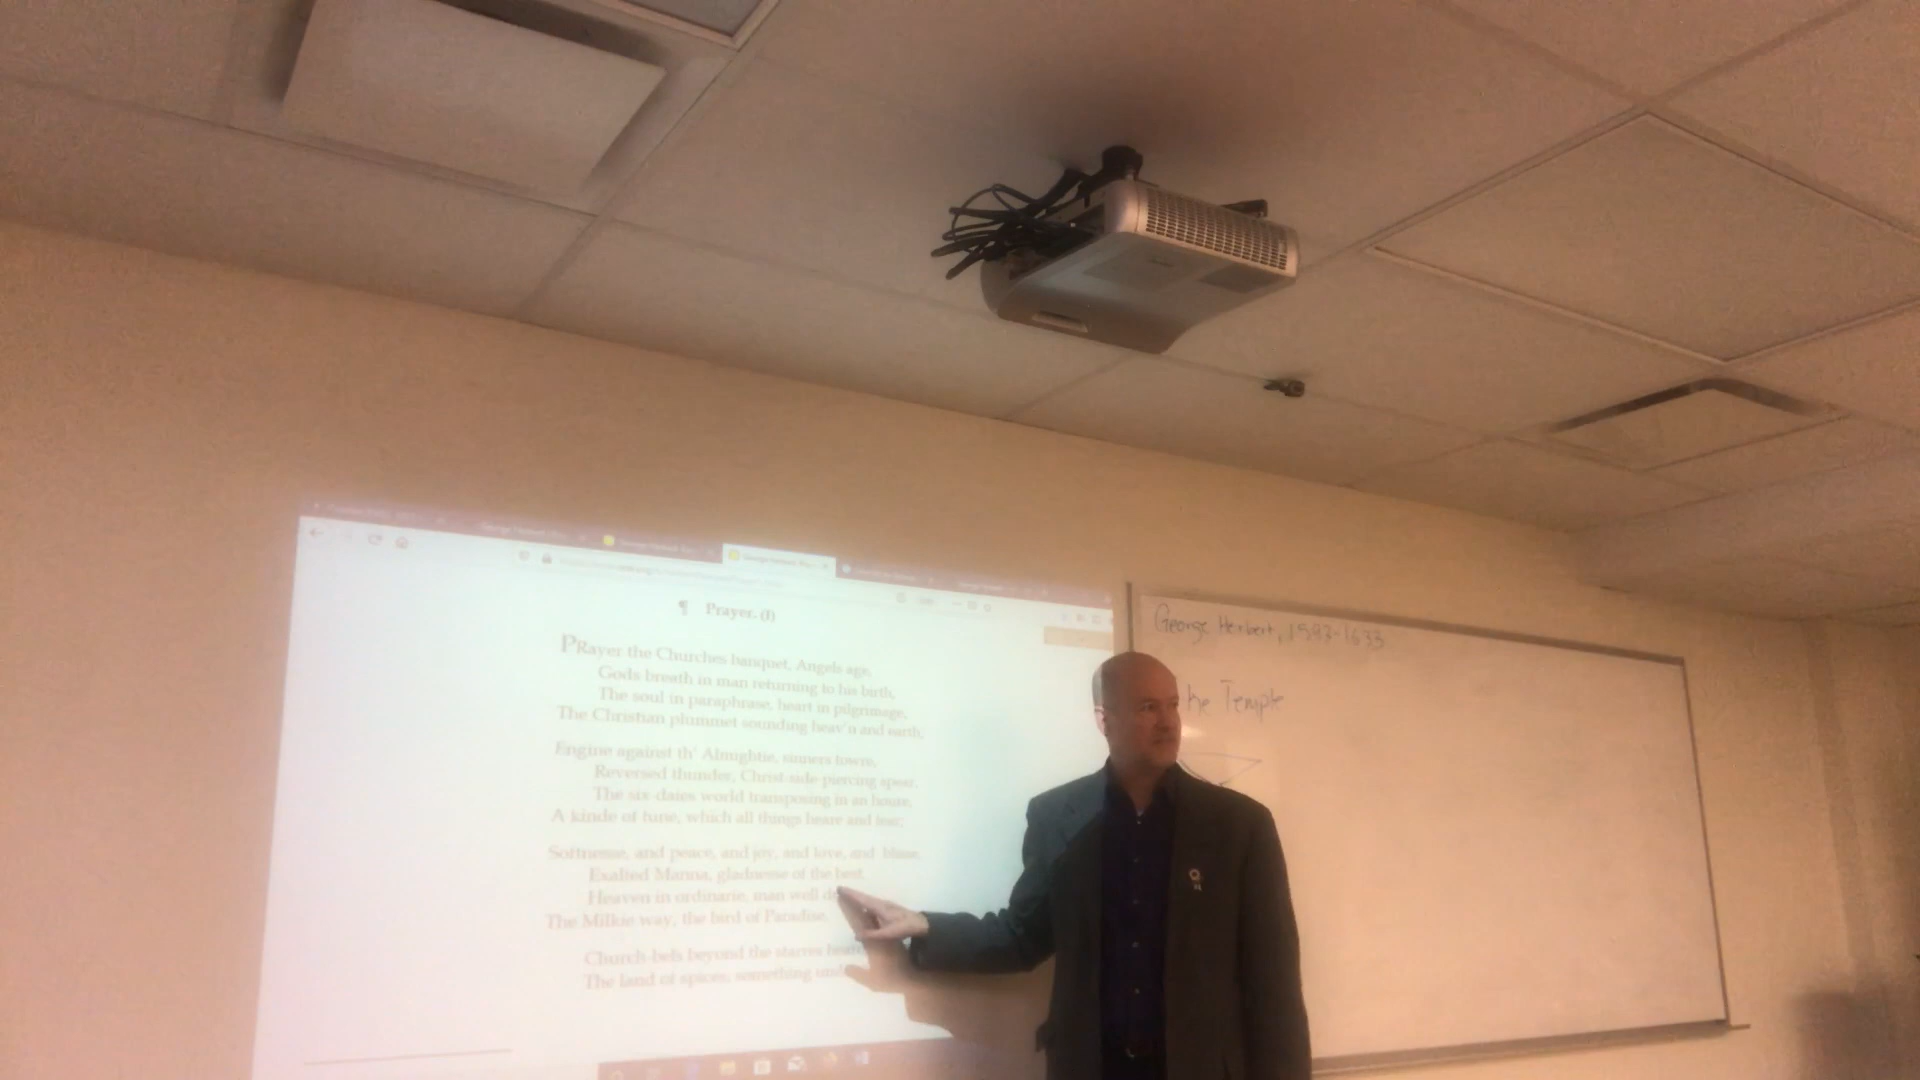 ¶ Prayer. (I)
PRayer the Churches banquet, Angels age,
Gods breath in man returning to his birth,
The soul in paraphrase, heart in pilgrimage,
The Christian plummet sounding heav'n and earth;
Engine against th' Almightie, sinners towre,
Reversed thunder, Christ-side-piercing spear,
The six daies world transposing in an houre,
A kinde of tune, which all things heare and fear;
Softnesse, and peace, and joy, and love, and blisse,
Exalted Manna, gladnesse of the best,
Heaven in ordinarie, man well
The Milkie way, the bird of Paradise,
Church-bels beyond the starres heard,
The land of spices, something
George Herbert, 1593-1633
he Temple